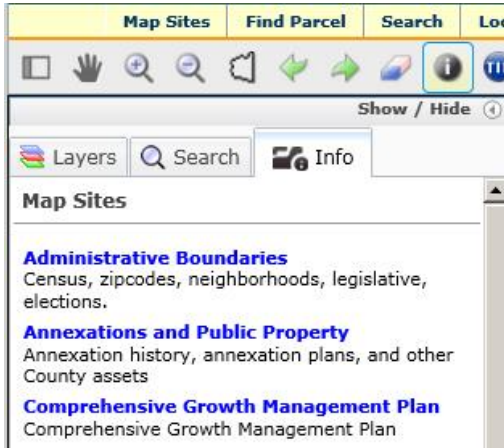 Map Sites Find Parcel Search
Show / Hide
Layers Search Info
Map Sites
Administrative Boundaries
Census, zipcodes, neighborhoods, legislative,
elections.
Annexations and Public Property
Annexation history, annexation plans, and other
County assets
Comprehensive Growth Management Plan
Comprehensive Growth Management Plan